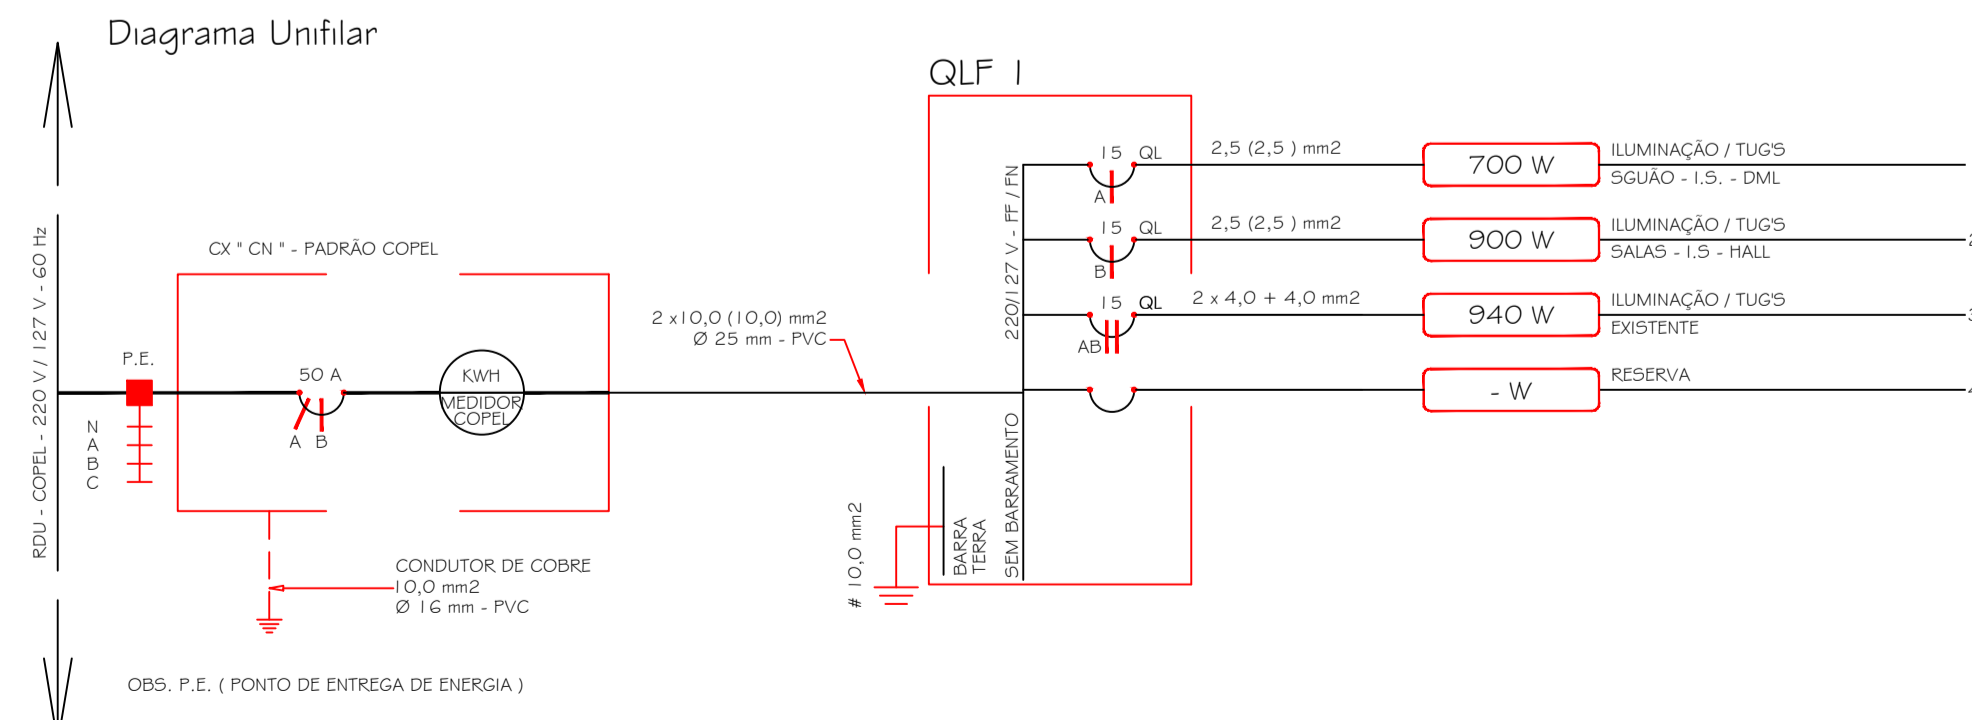 Diagrama Unifilar
QLF 1
RDU - COPEL - 220 V / 127 V - 60 Hz
CX " CN " - PADRÃO COPEL
P.E.
N
A
B
C
50 A
A B
KWH
MEDIDOR
COPEL
CONDUTOR DE COBRE
10,0 mm2
Ø 16 mm - PVC
OBS. P.E. ( PONTO DE ENTREGA DE ENERGIA )
2 x10,0 (10,0) mm2
Ø 25 mm - PVC
# 10,0 mm2
BARRA
TERRA
SEM BARRAMENTO
220/127 V - FF / FN
15 QL
A
2,5 (2,5 ) mm2
700 W
ILUMINAÇÃO / TUG'S
SGUÃO - I.S. - DML
15 QL
B
2,5 (2,5 ) mm2
900 W
ILUMINAÇÃO / TUG'S
SALAS - I.S - HALL
15 QL
AB
2 x 4,0 + 4,0 mm2
940 W
ILUMINAÇÃO / TUG'S
EXISTENTE
- W
RESERVA